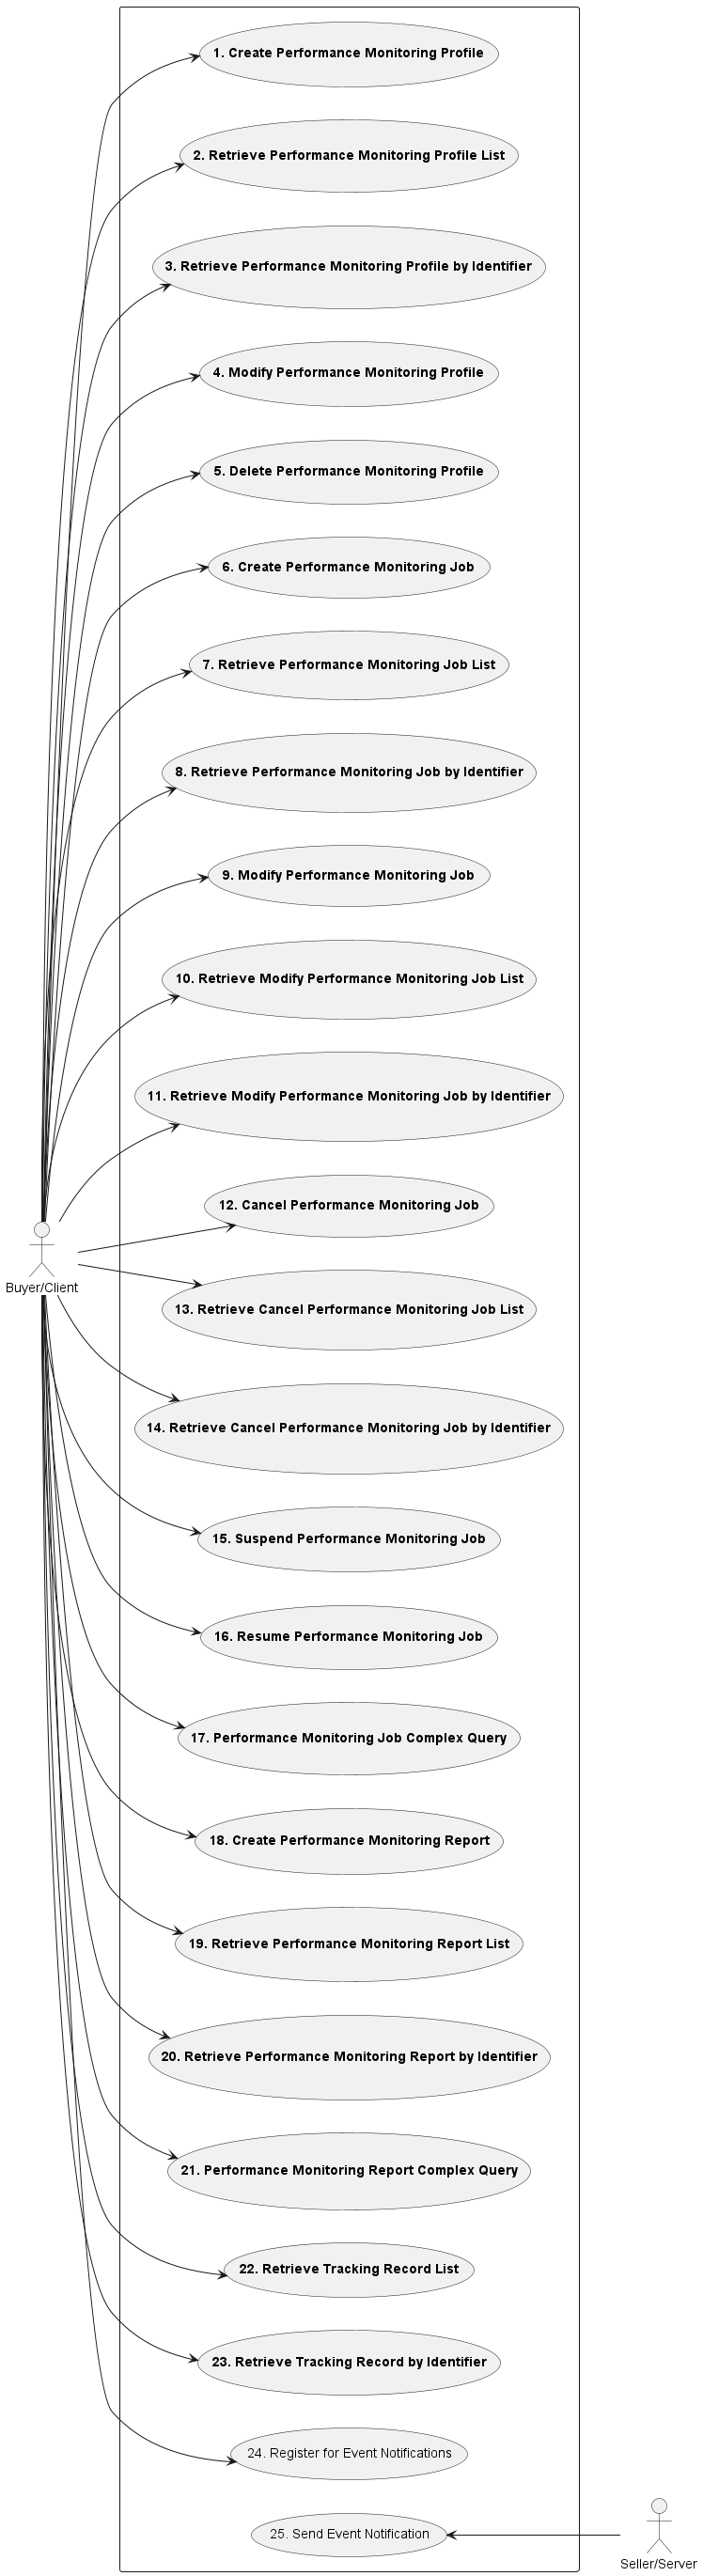 1. Create Performance Monitoring Profile
2. Retrieve Performance Monitoring Profile List
3. Retrieve Performance Monitoring Profile by Identifier
4. Modify Performance Monitoring Profile
5. Delete Performance Monitoring Profile
6. Create Performance Monitoring Job
7. Retrieve Performance Monitoring Job List
8. Retrieve Performance Monitoring Job by Identifier
9. Modify Performance Monitoring Job
10. Retrieve Modify Performance Monitoring Job List
11. Retrieve Modify Performance Monitoring Job by Identifier
12. Cancel Performance Monitoring Job
Buyer/Client
13. Retrieve Cancel Performance Monitoring Job List
14. Retrieve Cancel Performance Monitoring Job by Identifier
15. Suspend Performance Monitoring Job
16. Resume Performance Monitoring Job
17. Performance Monitoring Job Complex Query
18. Create Performance Monitoring Report
19. Retrieve Performance Monitoring Report List
20. Retrieve Performance Monitoring Report by Identifier
21. Performance Monitoring Report Complex Query
22. Retrieve Tracking Record List
23. Retrieve Tracking Record by Identifier
24. Register for Event Notifications
25. Send Event Notification
Seller/Server